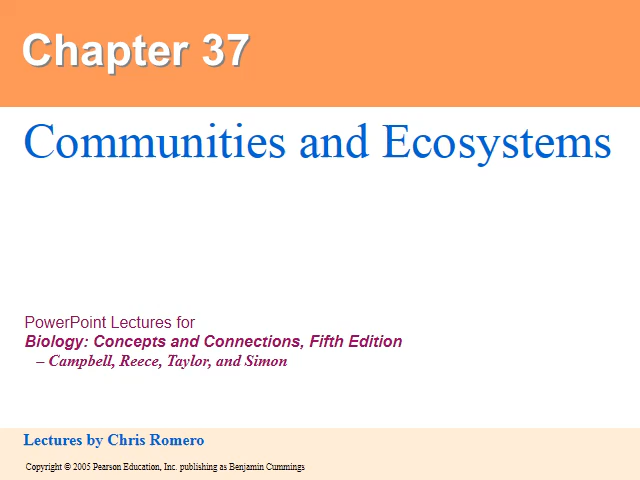 Chapter 37
Communities and Ecosystems
PowerPoint Lectures for
Biology: Concepts and Connections, Fifth Edition
– Campbell, Reece, Taylor, and Simon
Lectures by Chris Romero
Copyright © 2005 Pearson Education, Inc. publishing as Benjamin Cummings